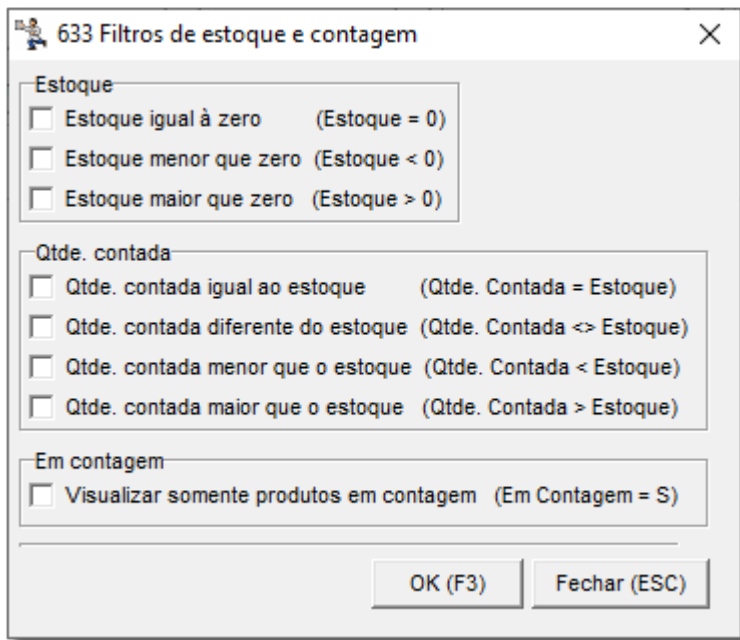 633 Filtros de estoque e contagem
Estoque
Estoque igual à zero (Estoque = 0)
Estoque menor que zero (Estoque < 0)
Estoque maior que zero (Estoque > 0)
Qtde. contada
Qtde. contada igual ao estoque (Qtde. Contada = Estoque)
Qtde. contada diferente do estoque (Qtde. Contada <> Estoque)
Qtde. contada menor que o estoque (Qtde. Contada < Estoque)
Qtde. contada maior que o estoque (Qtde. Contada > Estoque)
Em contagem
Visualizar somente produtos em contagem (Em Contagem = S)
OK (F3) Fechar (ESC)